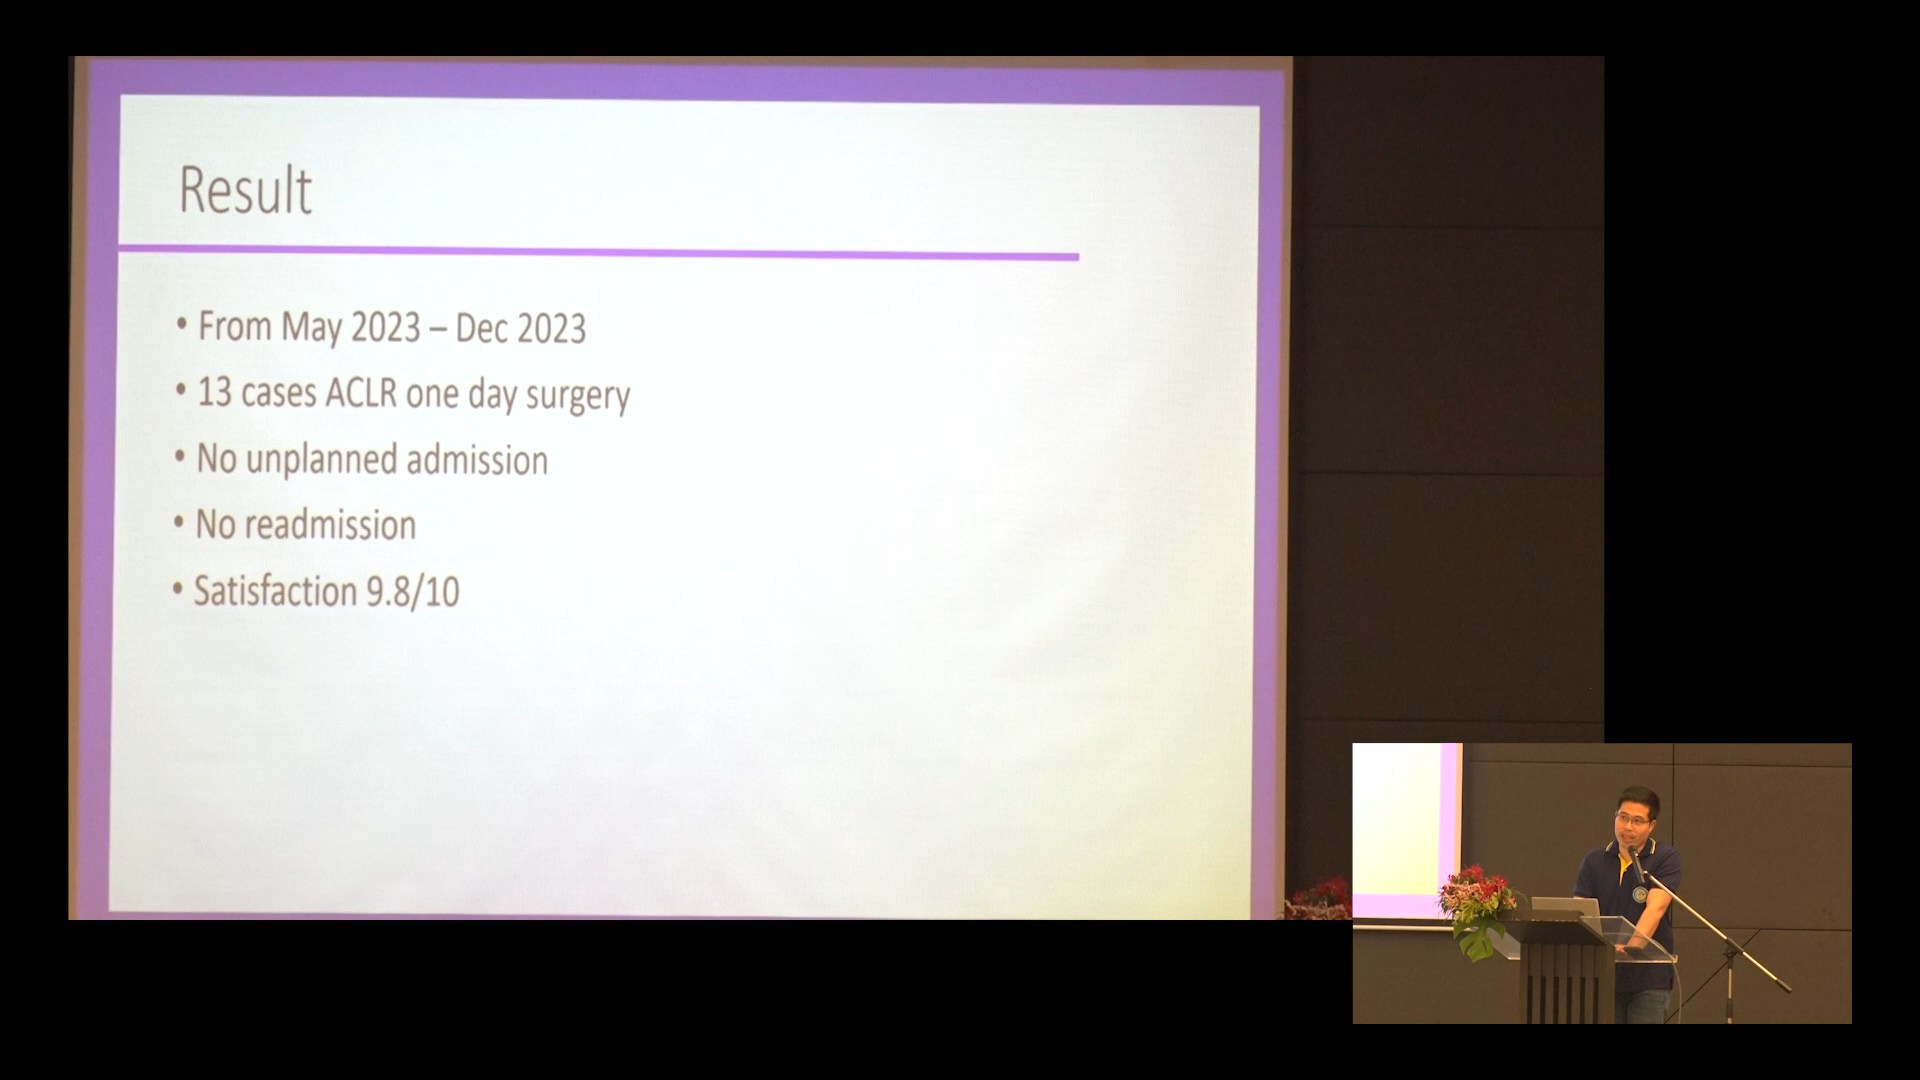 Result
• From May 2023 – Dec 2023
• 13 cases ACLR one day surgery
• No unplanned admission
• No readmission
• Satisfaction 9.8/10